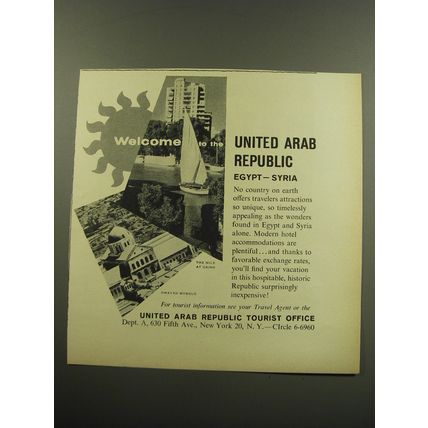 Welcome to the
UNITED ARAB
REPUBLIC
EGYPT—SYRIA
No country on earth
offers travelers attractions
so unique, so timelessly
appealing as the wonders
found in Egypt and Syria
alone. Modern hotel
accommodations are
plentiful...and thanks to
favorable exchange rates,
you'll find your vacation
in this hospitable, historic
Republic surprisingly
inexpensive!
THE NILE
AT CAIRO
OMAYAD MOSQUE
For tourist information see your Travel Agent or the
UNITED ARAB REPUBLIC TOURIST OFFICE
Dept. A, 630 Fifth Ave., New York 20, N. Y.—CIrcle 6-6960